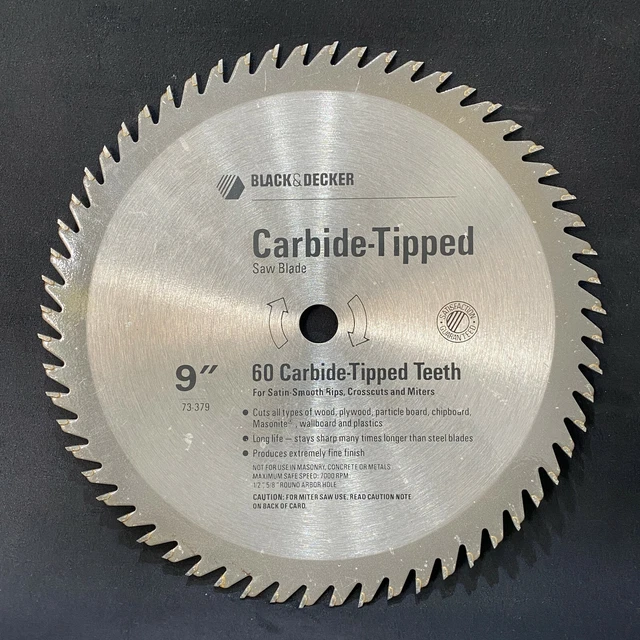 BLACK&DECKER
Carbide-Tipped
Saw Blade
SATISFACTION
GUARANTEED
9″
73-379
60 Carbide-Tipped Teeth
For Satin-Smooth Rips, Crosscuts and Miters
● Cuts all types of wood, plywood, particle board, chipboard,
Masonite®, wallboard and plastics
● Long life — stays sharp many times longer than steel blades
● Produces extremely fine finish
NOT FOR USE IN MASONRY, CONCRETE OR METALS
MAXIMUM SAFE SPEED: 7000 RPM
1/2" 5/8" ROUND ARBOR HOLE
CAUTION: FOR MITER SAW USE, READ CAUTION NOTE
ON BACK OF CARD.